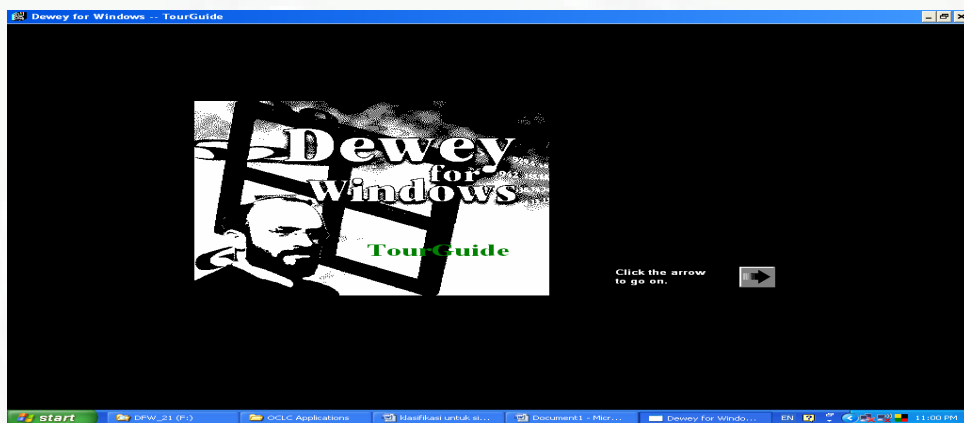 Dewey for Windows -- TourGuide
Dewey
for
Windows
TourGuide
Click the arrow
to go on.
start
DFW_21 (F:)
OCLC Applications
klasifikasi untuk si...
Document1 - Micr...
Dewey for Windo...
EN
11:00 PM